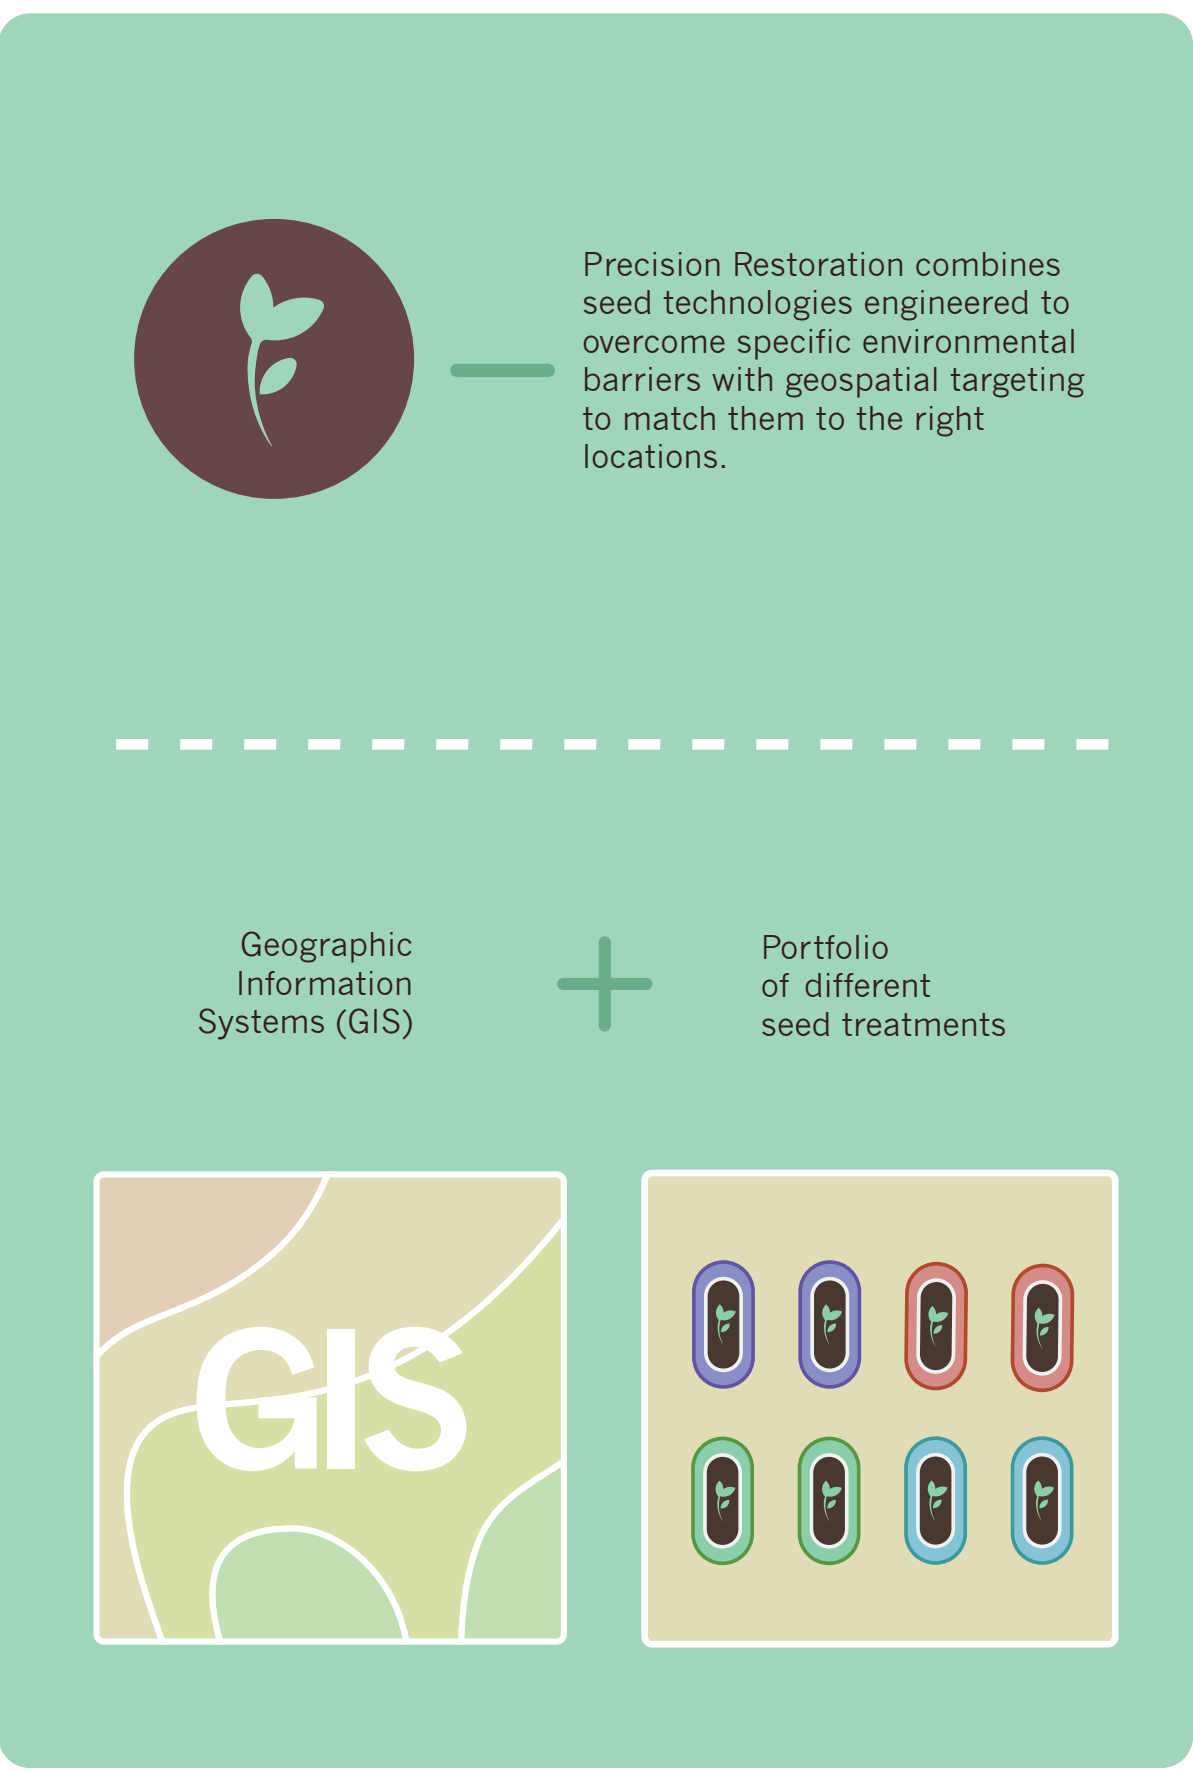 Precision Restoration combines
seed technologies engineered to
overcome specific environmental
barriers with geospatial targeting
to match them to the right
locations.
Geographic
Information
Systems (GIS)
Portfolio
of different
seed treatments
GIS